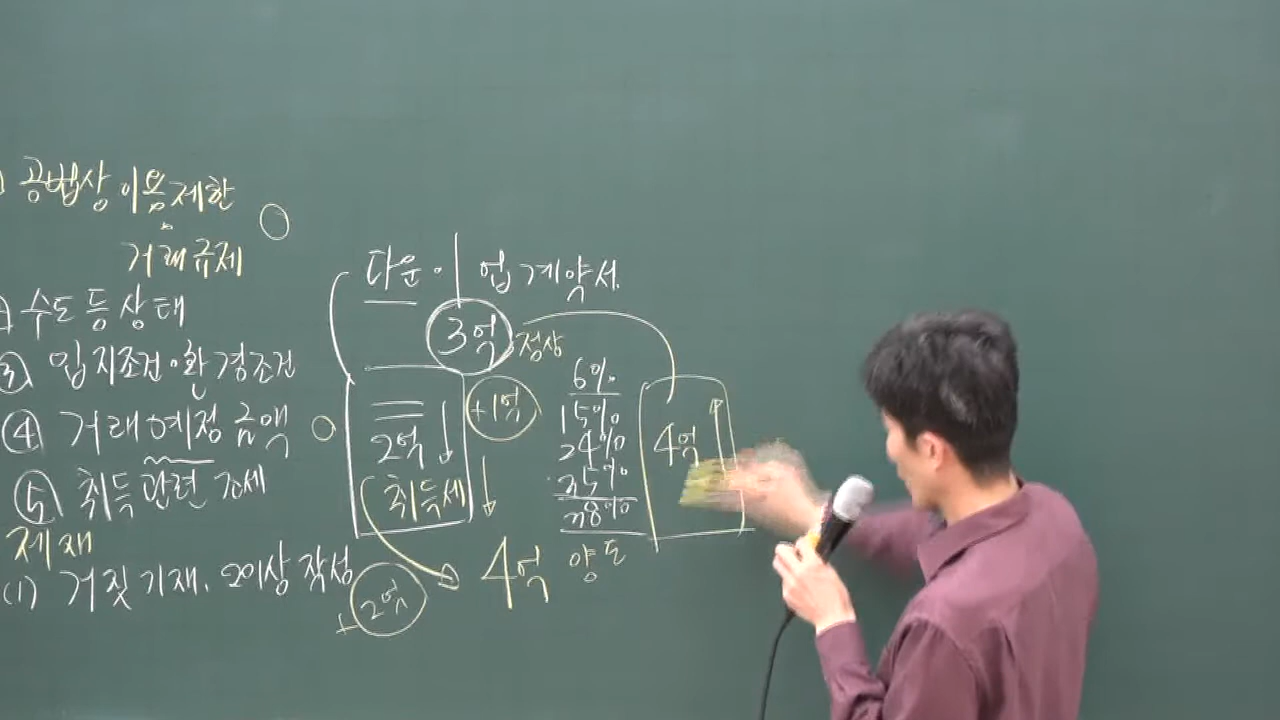 공법상 이용제한
거래규제
수도 등 상태
③ 입지조건·환경조건
④ 거래예정금액
⑤ 취득관련 조세
제재
(1) 거짓기재, 2이상 작성
다운 업계약서
3억 정상
2억 ↓
취득세
+1억
↓
+2억
4억
6%
15%
24%
35%
38%
양도
4억